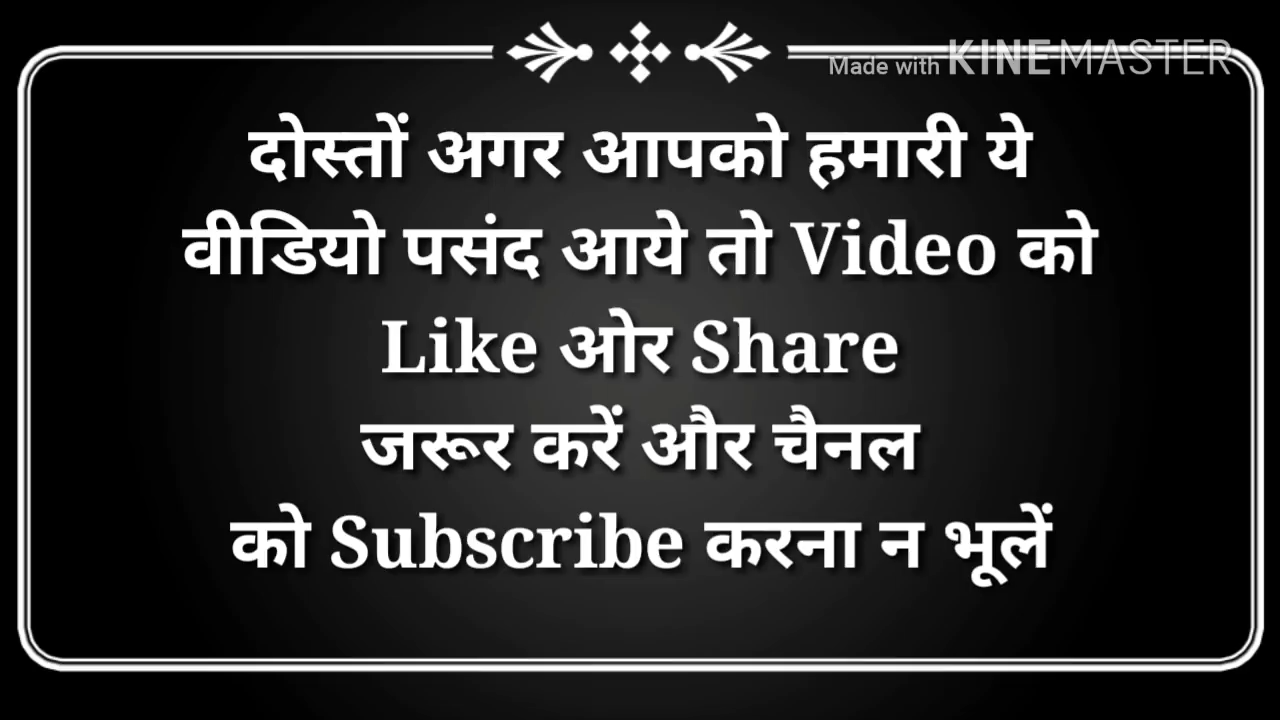 Made with KINEMASTER
दोस्तों अगर आपको हमारी ये
वीडियो पसंद आये तो Video को
Like ओर Share
जरूर करें और चैनल
को Subscribe करना न भूलें